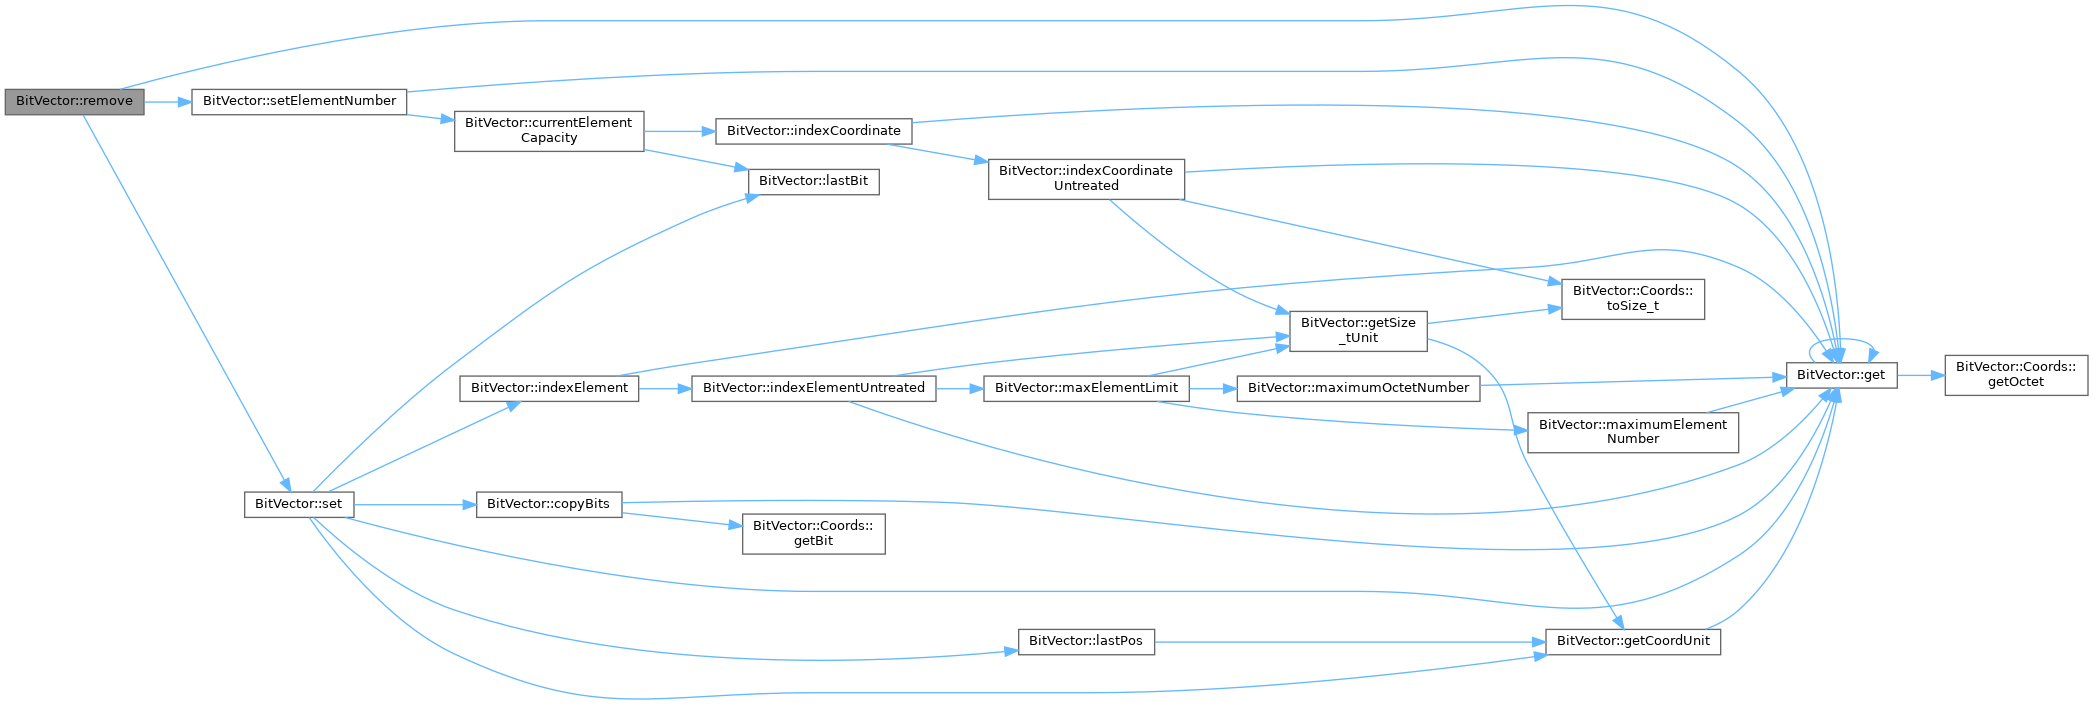 BitVector::remove
BitVector::setElementNumber
BitVector::currentElement
Capacity
BitVector::indexCoordinate
BitVector::lastBit
BitVector::indexCoordinate
Untreated
BitVector::Coords::
toSize_t
BitVector::getSize
_tUnit
BitVector::get
BitVector::Coords::
getOctet
BitVector::indexElement
BitVector::indexElementUntreated
BitVector::maxElementLimit
BitVector::maximumOctetNumber
BitVector::maximumElement
Number
BitVector::set
BitVector::copyBits
BitVector::Coords::
getBit
BitVector::lastPos
BitVector::getCoordUnit